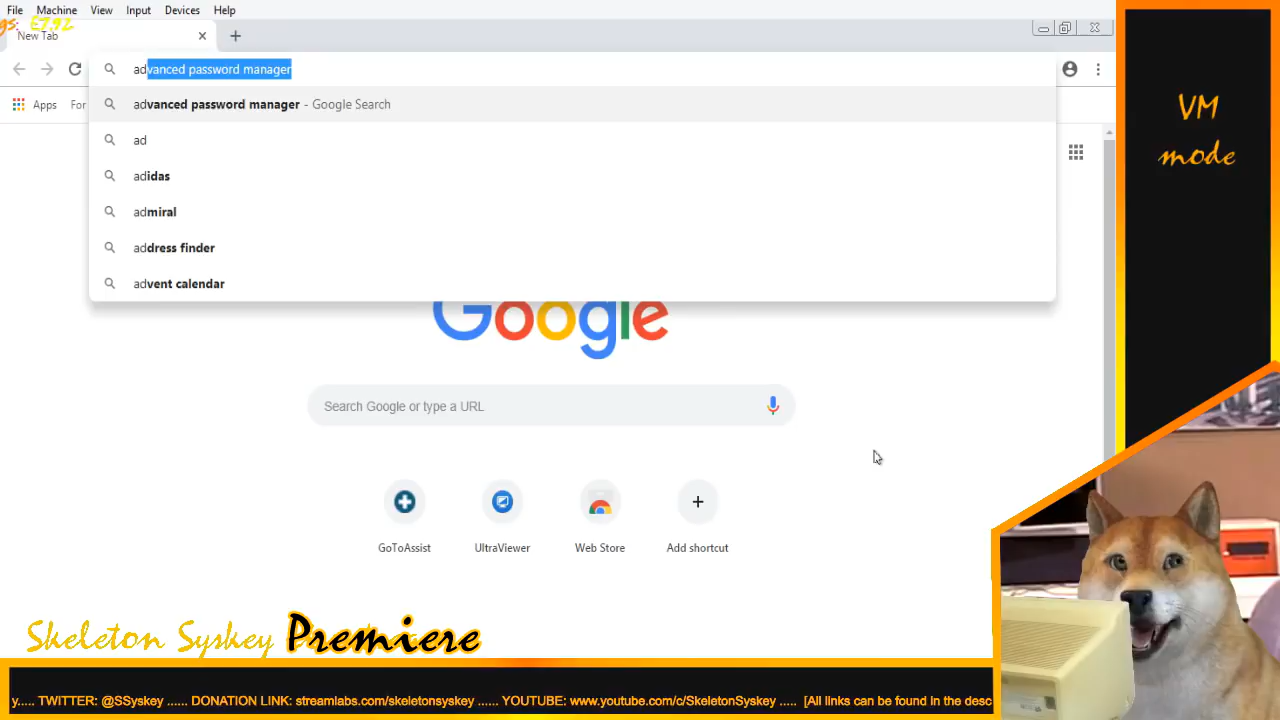 File Machine View Input Devices Help
gs: £7.92
New Tab
advanced password manager
advanced password manager - Google Search
Apps For
ad
adidas
admiral
address finder
advent calendar
Google
Search Google or type a URL
GoToAssist UltraViewer Web Store Add shortcut
VM
mode
Skeleton Syskey Premiere
y..... TWITTER: @SSyskey ...... DONATION LINK: streamlabs.com/skeletonsyskey ...... YOUTUBE: www.youtube.com/c/SkeletonSyskey ..... [All links can be found in the desc